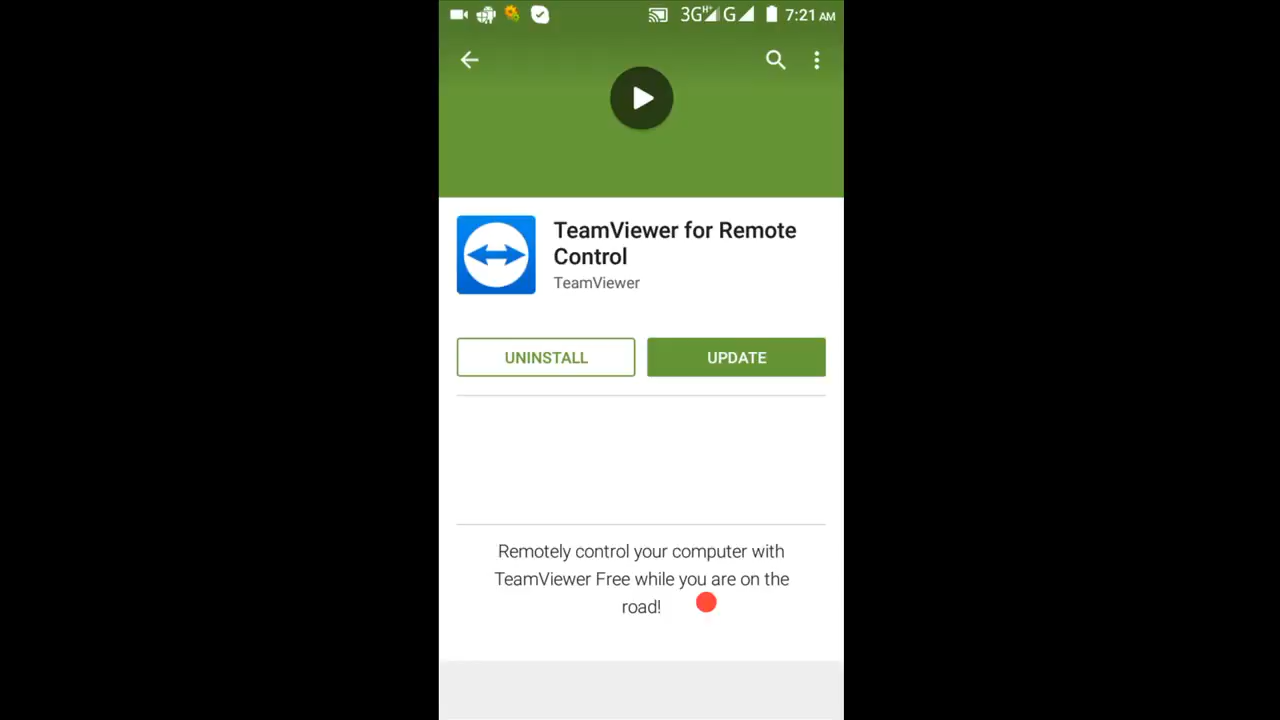 3G H+ G 7:21 AM
TeamViewer for Remote
Control
TeamViewer
UNINSTALL
UPDATE
Remotely control your computer with
TeamViewer Free while you are on the
road!